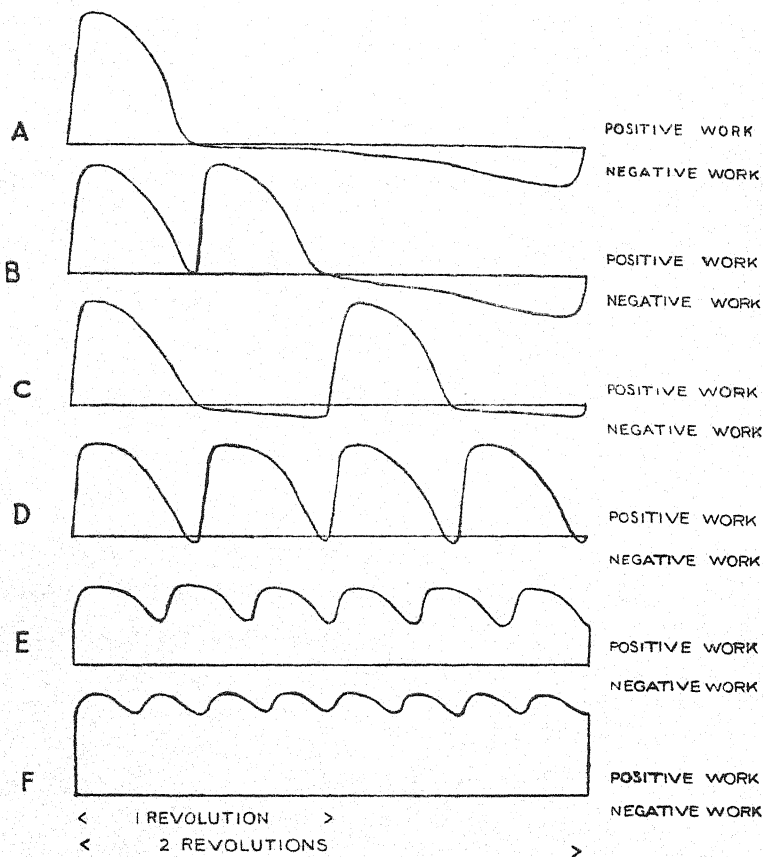 A
POSITIVE WORK
NEGATIVE WORK
B
POSITIVE WORK
NEGATIVE WORK
C
POSITIVE WORK
NEGATIVE WORK
D
POSITIVE WORK
NEGATIVE WORK
E
POSITIVE WORK
NEGATIVE WORK
F
POSITIVE WORK
NEGATIVE WORK
< 1 REVOLUTION >
< 2 REVOLUTIONS >